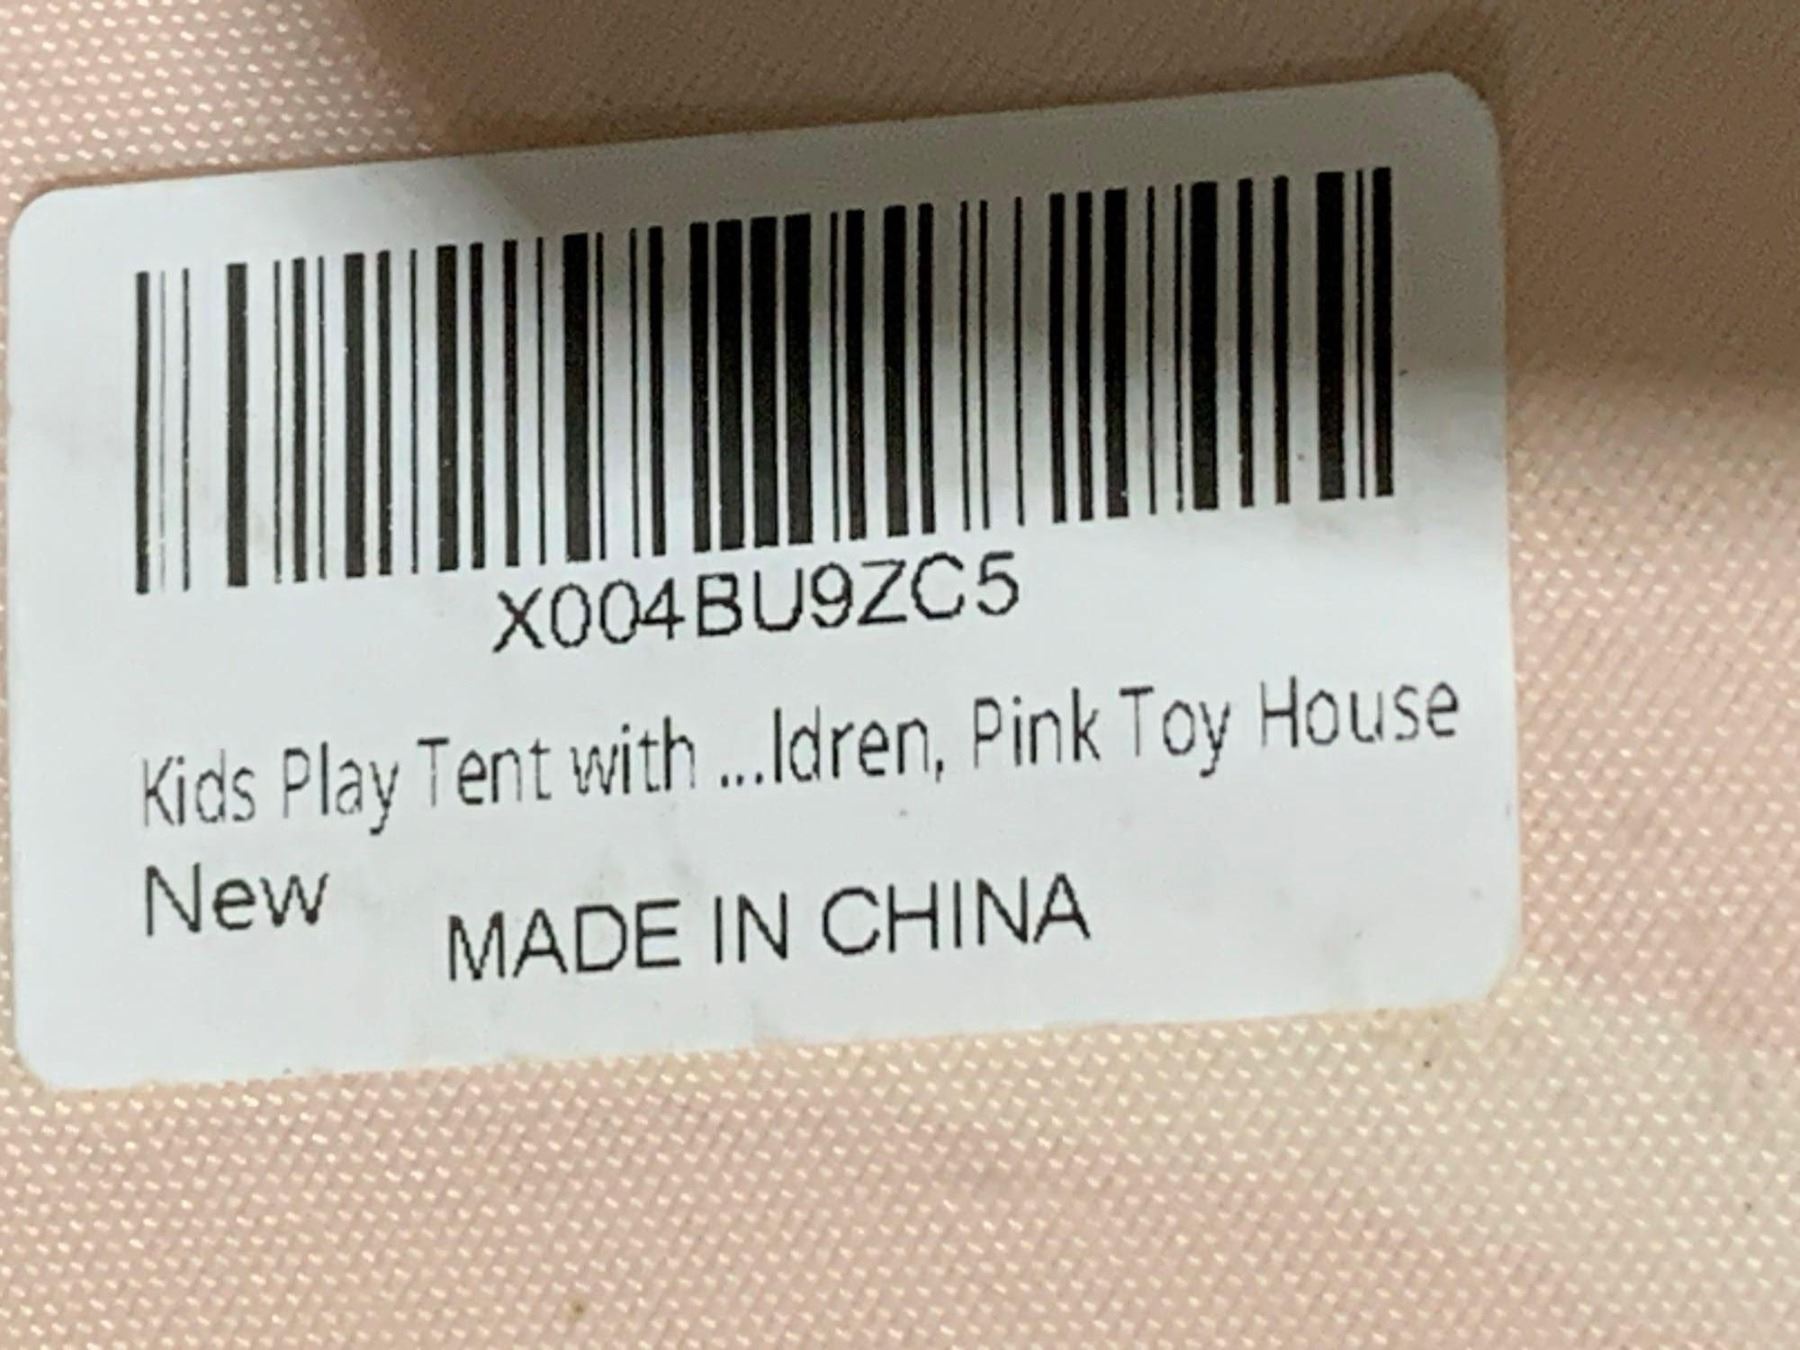 X004BU9ZC5
Kids Play Tent with ...ldren, Pink Toy House
New
MADE IN CHINA